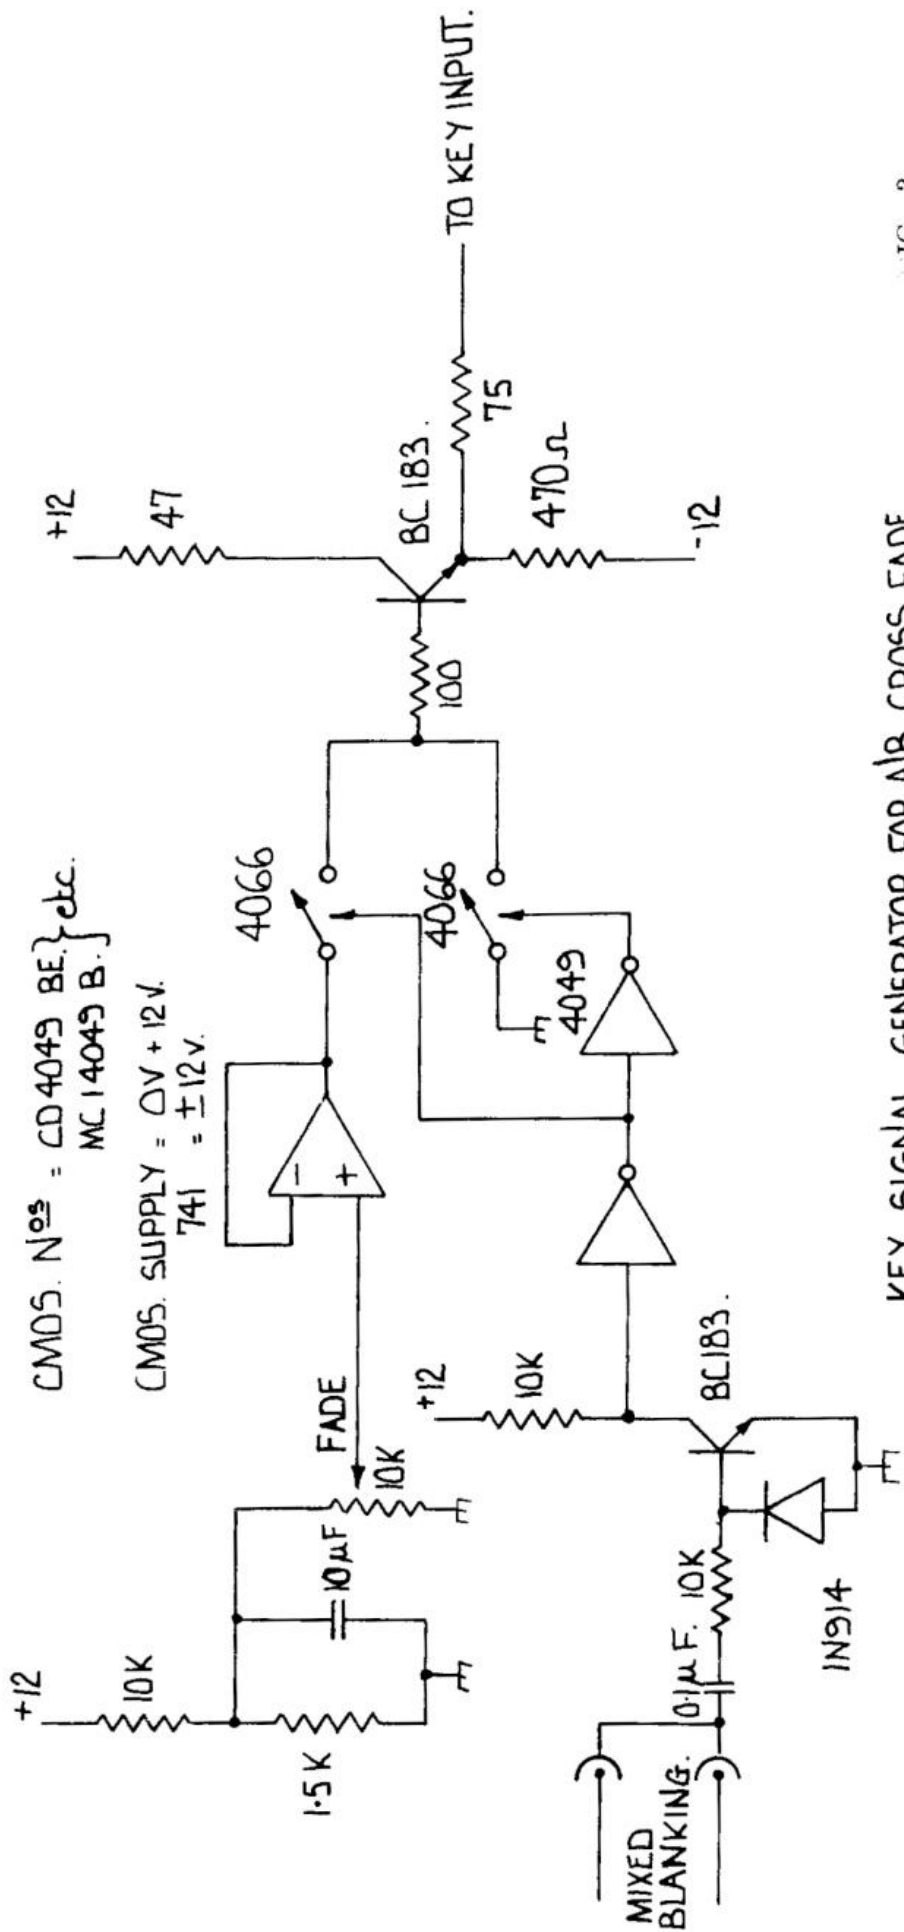 CMOS. Nos = CD4049 BE.} etc.
MC14049 B.}
CMOS. SUPPLY = OV + 12V.
741 = ±12V.
+12
10K
1.5K
10µF
FADE
10K
4066
4066
4049
+12
47
BC183.
100
75
TO KEY INPUT.
470Ω
-12
MIXED
BLANKING.
0.1µF.
10K
1N914
+12
10K
BC183.
KEY SIGNAL GENERATOR FOR A/B CROSS FADE